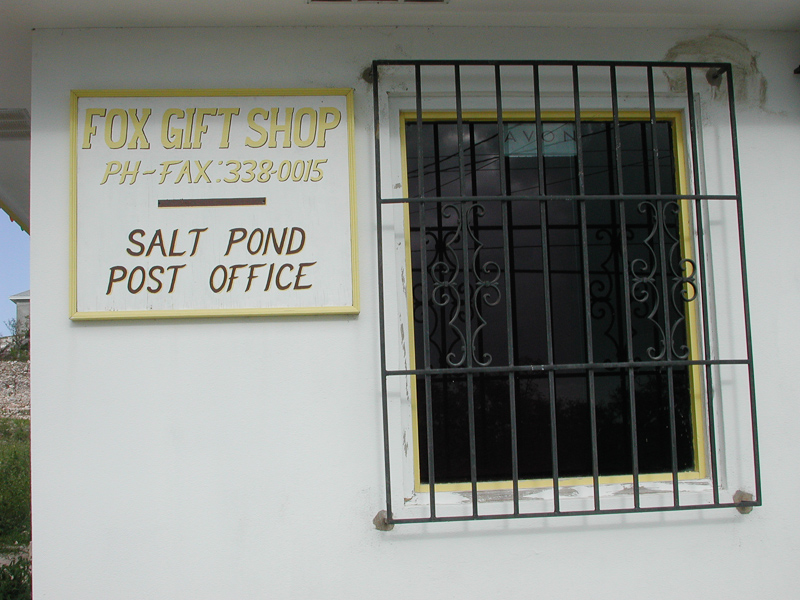 FOX GIFT SHOP
PH-FAX:338-0015
SALT POND
POST OFFICE
AVON